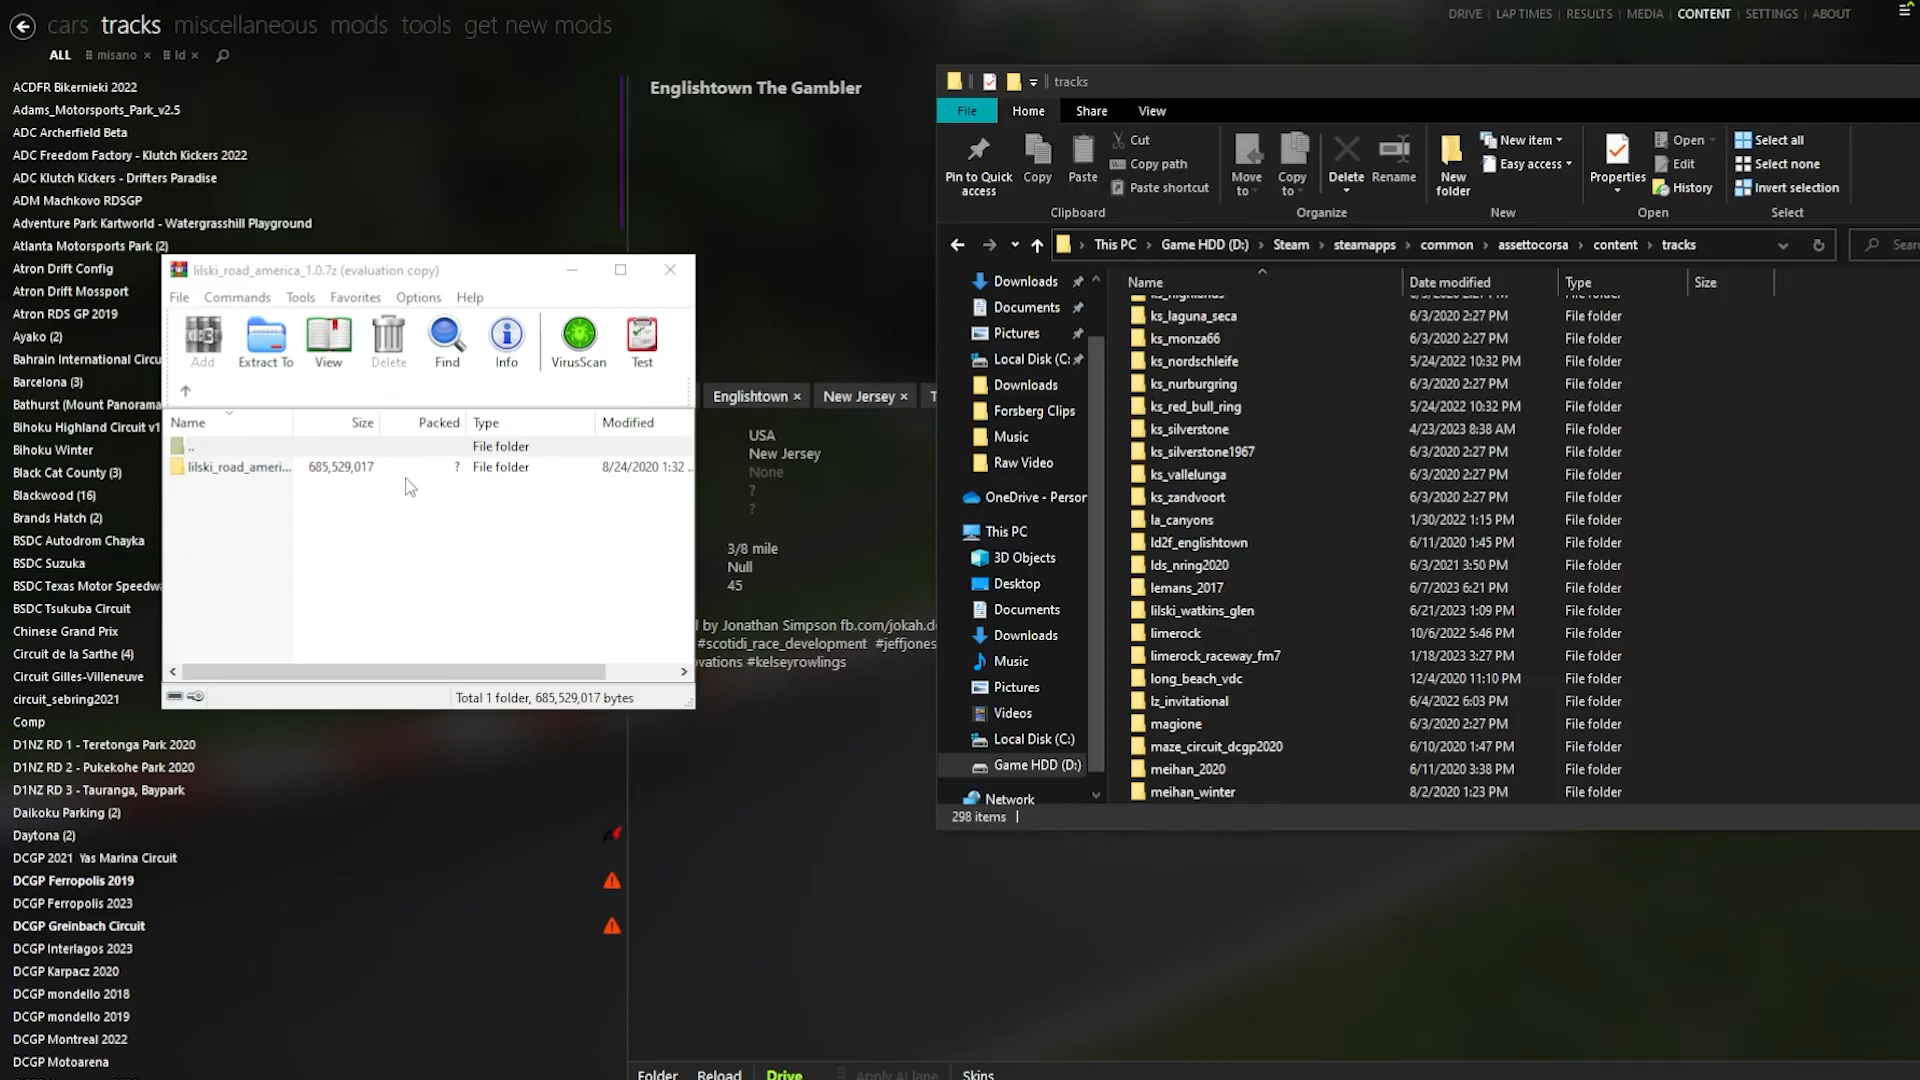 cars tracks miscellaneous mods tools get new mods
DRIVE | LAP TIMES | RESULTS | MEDIA | CONTENT | SETTINGS | ABOUT
ALL misano × ld ×
ACDFR Bikernieki 2022
Adams_Motorsports_Park_v2.5
ADC Archerfield Beta
ADC Freedom Factory - Klutch Kickers 2022
ADC Klutch Kickers - Drifters Paradise
ADM Machkovo RDSGP
Adventure Park Kartworld - Watergrasshill Playground
Atlanta Motorsports Park (2)
Atron Drift Config
Atron Drift Mossport
Atron RDS GP 2019
Ayako (2)
Bahrain International Circu
Barcelona (3)
Bathurst (Mount Panorama
Bihoku Highland Circuit v1
Bihoku Winter
Black Cat County (3)
Blackwood (16)
Brands Hatch (2)
BSDC Autodrom Chayka
BSDC Suzuka
BSDC Texas Motor Speedwa
BSDC Tsukuba Circuit
Chinese Grand Prix
Circuit de la Sarthe (4)
Circuit Gilles-Villeneuve
circuit_sebring2021
Comp
D1NZ RD 1 - Teretonga Park 2020
D1NZ RD 2 - Pukekohe Park 2020
D1NZ RD 3 - Tauranga, Baypark
Daikoku Parking (2)
Daytona (2)
DCGP 2021 Yas Marina Circuit
DCGP Ferropolis 2019
DCGP Ferropolis 2023
DCGP Greinbach Circuit
DCGP Interlagos 2023
DCGP Karpacz 2020
DCGP mondello 2018
DCGP mondello 2019
DCGP Montreal 2022
DCGP Motoarena
lilski_road_america_1.0.7z (evaluation copy)
File Commands Tools Favorites Options Help
Add Extract To View Delete Find Info VirusScan Test
Name Size Packed Type Modified
.. File folder
lilski_road_ameri... 685,529,017 ? File folder 8/24/2020 1:32 ..
Total 1 folder, 685,529,017 bytes
Englishtown The Gambler
Englishtown × New Jersey × T
USA
New Jersey
None
?
?
3/8 mile
Null
45
l by Jonathan Simpson fb.com/jokah.d
#scotidi_race_development #jeffjones
ovations #kelseyrowlings
Folder Reload Drive Apply AI lane Skins
tracks
File Home Share View
Pin to Quick access
Copy
Paste
Cut
Copy path
Paste shortcut
Move to
Copy to
Delete
Rename
New folder
New item
Easy access
Properties
Open
Edit
History
Select all
Select none
Invert selection
Clipboard Organize New Open Select
This PC > Game HDD (D:) > Steam > steamapps > common > assettocorsa > content > tracks
Sear
Downloads
Documents
Pictures
Local Disk (C:
Downloads
Forsberg Clips
Music
Raw Video
OneDrive - Person
This PC
3D Objects
Desktop
Documents
Downloads
Music
Pictures
Videos
Local Disk (C:)
Game HDD (D:)
Network
Name Date modified Type Size
ks_highlands 6/3/2020 2:27 PM File folder
ks_laguna_seca 6/3/2020 2:27 PM File folder
ks_monza66 6/3/2020 2:27 PM File folder
ks_nordschleife 5/24/2022 10:32 PM File folder
ks_nurburgring 6/3/2020 2:27 PM File folder
ks_red_bull_ring 5/24/2022 10:32 PM File folder
ks_silverstone 4/23/2023 8:38 AM File folder
ks_silverstone1967 6/3/2020 2:27 PM File folder
ks_vallelunga 6/3/2020 2:27 PM File folder
ks_zandvoort 6/3/2020 2:27 PM File folder
la_canyons 1/30/2022 1:15 PM File folder
ld2f_englishtown 6/11/2020 1:45 PM File folder
lds_nring2020 6/3/2021 3:50 PM File folder
lemans_2017 6/7/2023 6:21 PM File folder
lilski_watkins_glen 6/21/2023 1:09 PM File folder
limerock 10/6/2022 5:46 PM File folder
limerock_raceway_fm7 1/18/2023 3:27 PM File folder
long_beach_vdc 12/4/2020 11:10 PM File folder
lz_invitational 6/4/2022 6:03 PM File folder
magione 6/3/2020 2:27 PM File folder
maze_circuit_dcgp2020 6/10/2020 1:47 PM File folder
meihan_2020 6/11/2020 3:38 PM File folder
meihan_winter 8/2/2020 1:23 PM File folder
298 items